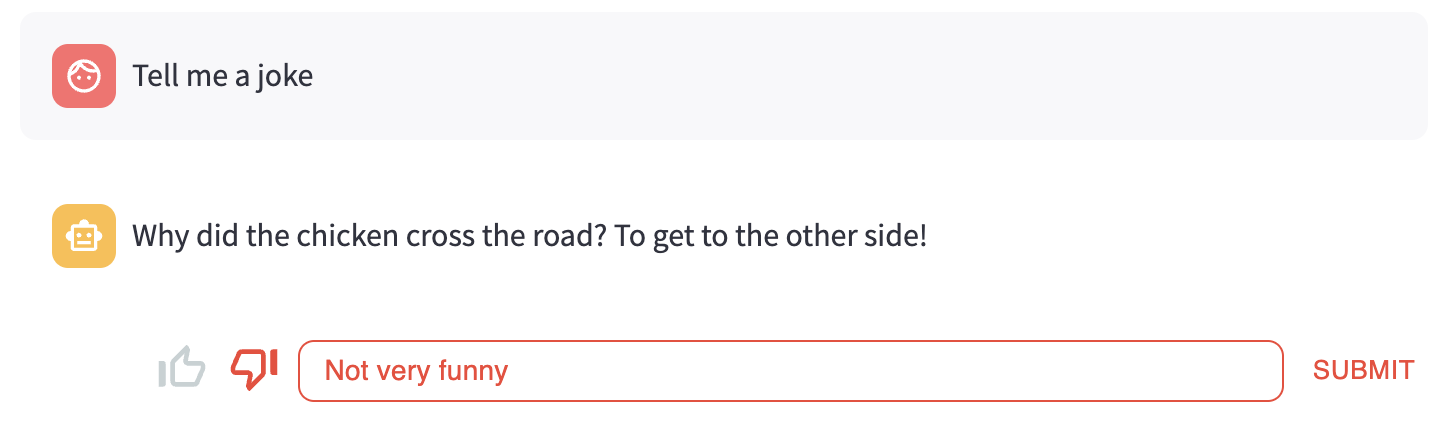 Tell me a joke
Why did the chicken cross the road? To get to the other side!
Not very funny
SUBMIT